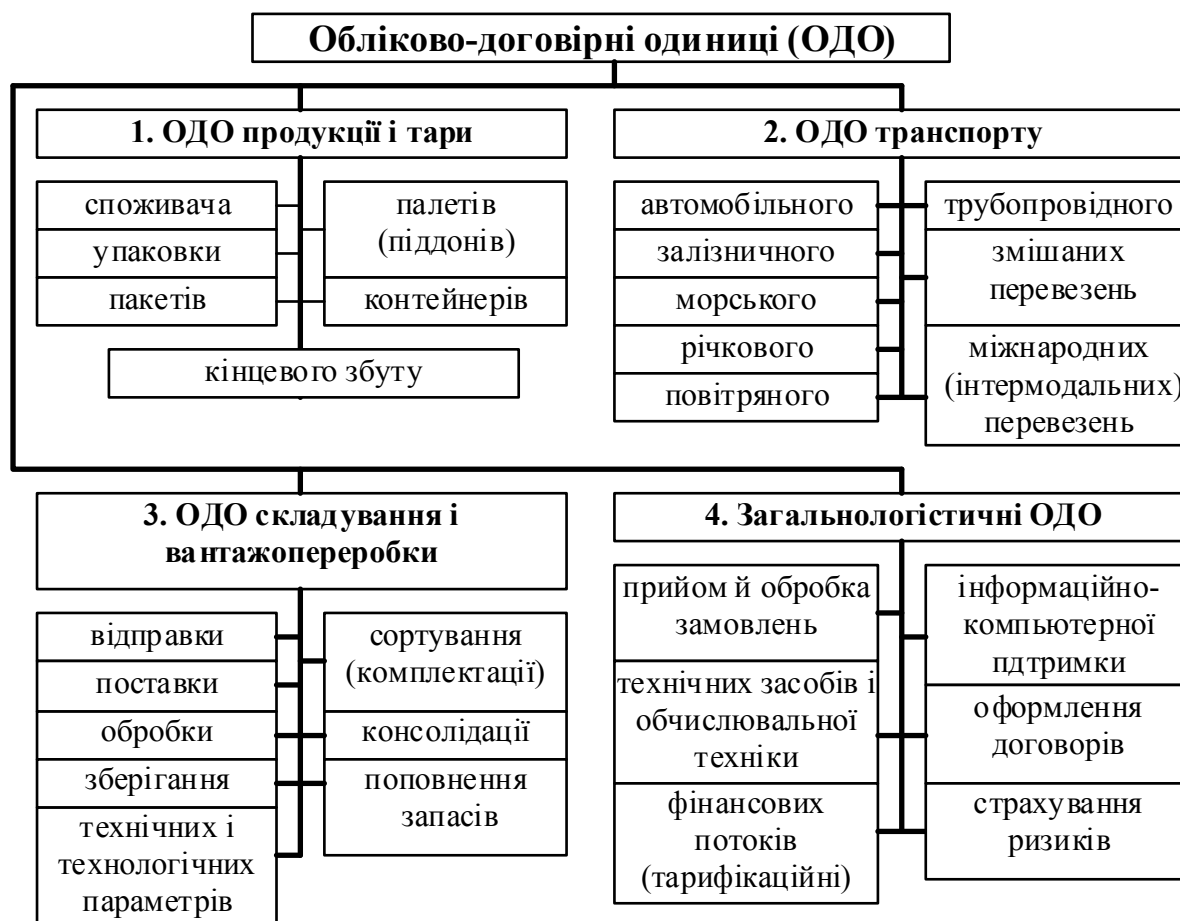 Обліково-договірні одиниці (ОДО)
1. ОДО продукції і тари
споживача
упаковки
пакетів
палетів
(піддонів)
контейнерів
кінцевого збуту
2. ОДО транспорту
автомобільного
залізничного
морського
річкового
повітряного
трубопровідного
змішаних
перевезень
міжнародних
(інтермодальних)
перевезень
3. ОДО складування і
вантажопереробки
відправки
поставки
обробки
зберігання
технічних і
технологічних
параметрів
сортування
(комплектації)
консолідації
поповнення
запасів
4. Загальнологістичні ОДО
прийом й обробка
замовлень
технічних засобів і
обчислювальної
техніки
фінансових
потоків
(тарифікаційні)
інформаційно-
компьютерної
пдтримки
оформлення
договорів
страхування
ризиків